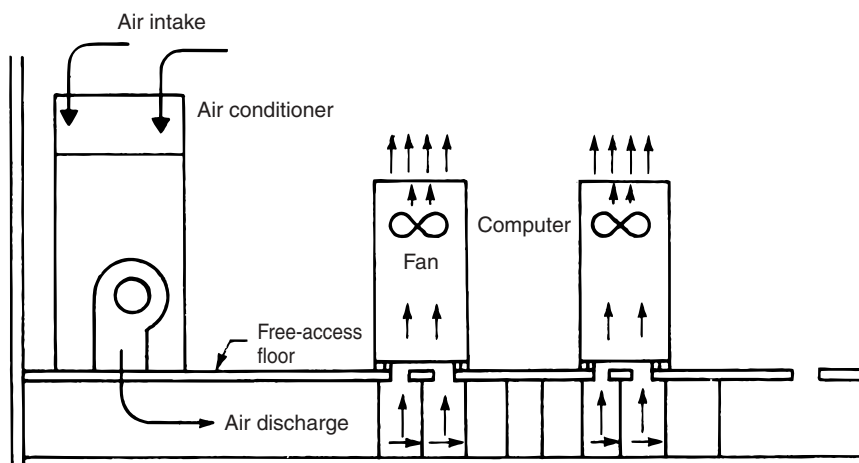 Air intake
Air conditioner
Computer
Fan
Free-access
floor
Air discharge